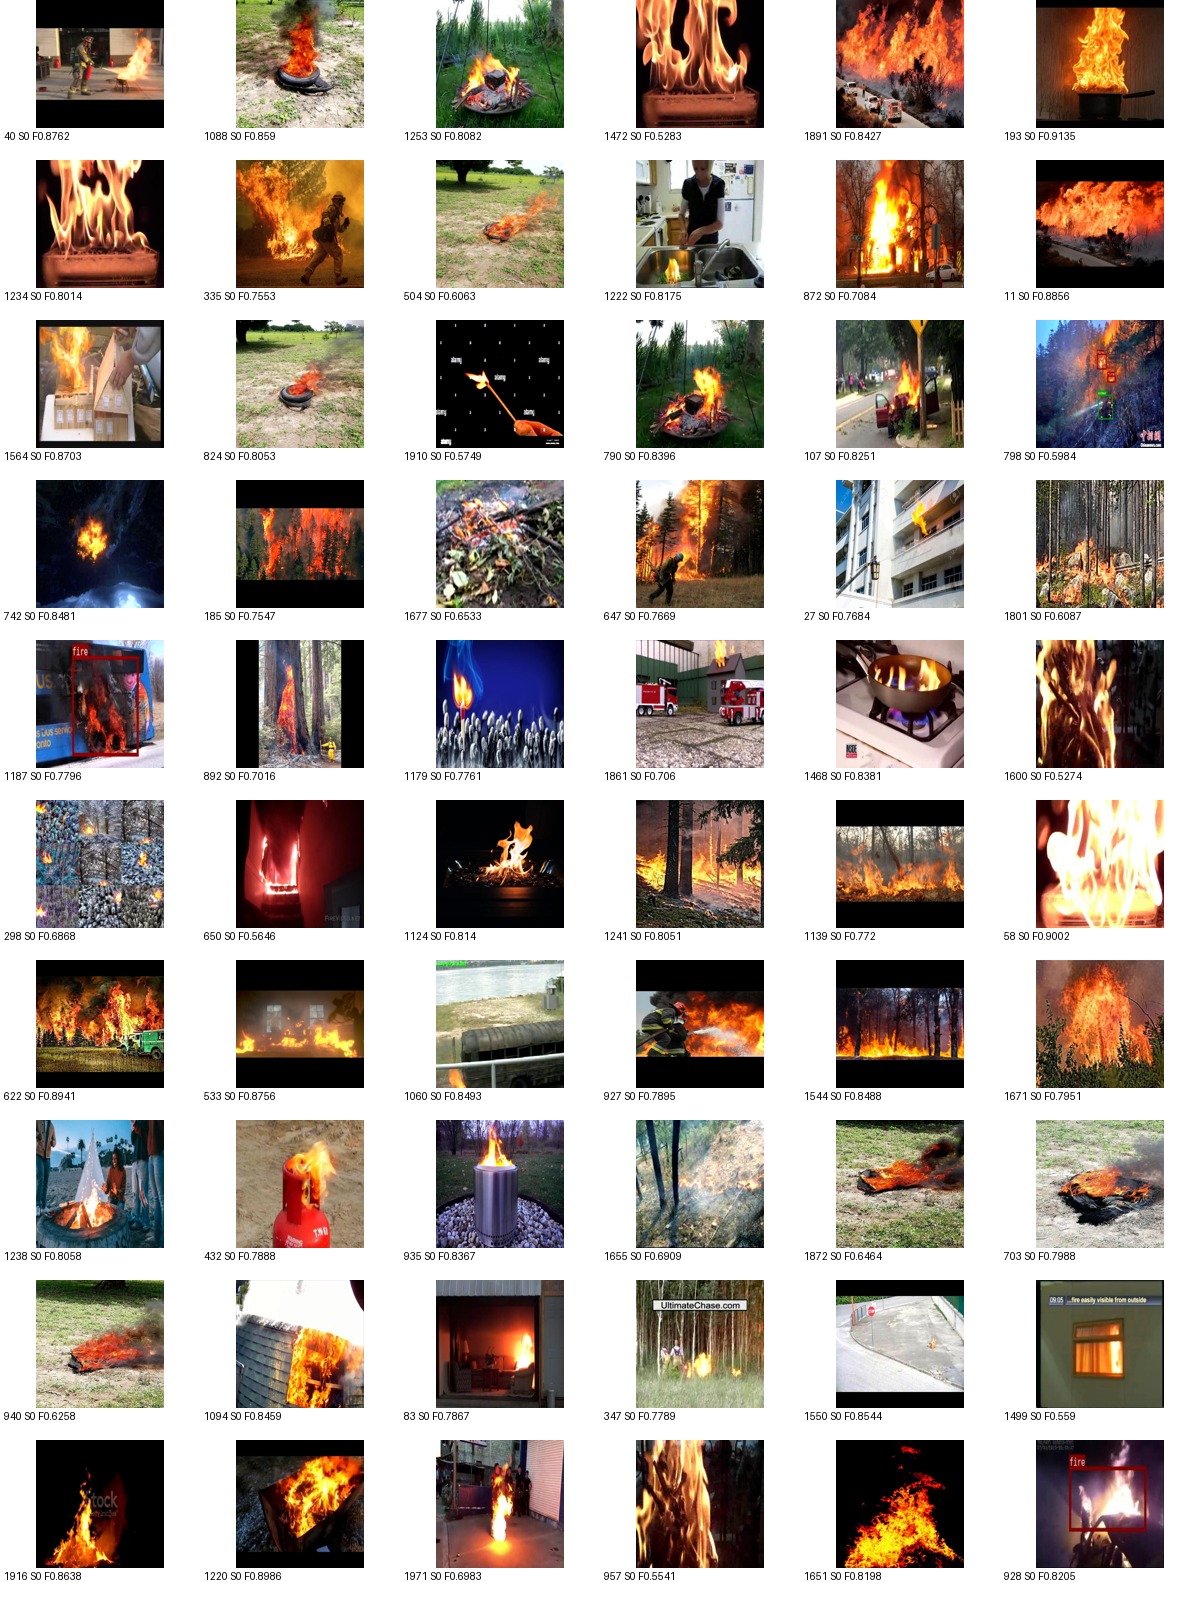 40 S0 F0.8762
1088 S0 F0.859
1253 S0 F0.8082
1472 S0 F0.5283
1891 S0 F0.8427
193 S0 F0.9135
1234 S0 F0.8014
335 S0 F0.7553
504 S0 F0.6063
1222 S0 F0.8175
872 S0 F0.7084
11 S0 F0.8856
alamy
alamy
alamy
alamy
alamy
1564 S0 F0.8703
824 S0 F0.8053
1910 S0 F0.5749
790 S0 F0.8396
107 S0 F0.8251
798 S0 F0.5984
742 S0 F0.8481
185 S0 F0.7547
1677 S0 F0.6533
647 S0 F0.7669
27 S0 F0.7684
1801 S0 F0.6087
fire
1187 S0 F0.7796
892 S0 F0.7016
1179 S0 F0.7761
1861 S0 F0.706
1468 S0 F0.8381
1600 S0 F0.5274
298 S0 F0.6868
650 S0 F0.5646
1124 S0 F0.814
1241 S0 F0.8051
1139 S0 F0.772
58 S0 F0.9002
622 S0 F0.8941
533 S0 F0.8756
1060 S0 F0.8493
927 S0 F0.7895
1544 S0 F0.8488
1671 S0 F0.7951
1238 S0 F0.8058
432 S0 F0.7888
935 S0 F0.8367
1655 S0 F0.6909
1872 S0 F0.6464
703 S0 F0.7988
UltimateChase.com
09:05 ...fire easily visible from outside
940 S0 F0.6258
1094 S0 F0.8459
83 S0 F0.7867
347 S0 F0.7789
1550 S0 F0.8544
1499 S0 F0.559
fire
tock
1916 S0 F0.8638
1220 S0 F0.8986
1971 S0 F0.6983
957 S0 F0.5541
1651 S0 F0.8198
928 S0 F0.8205